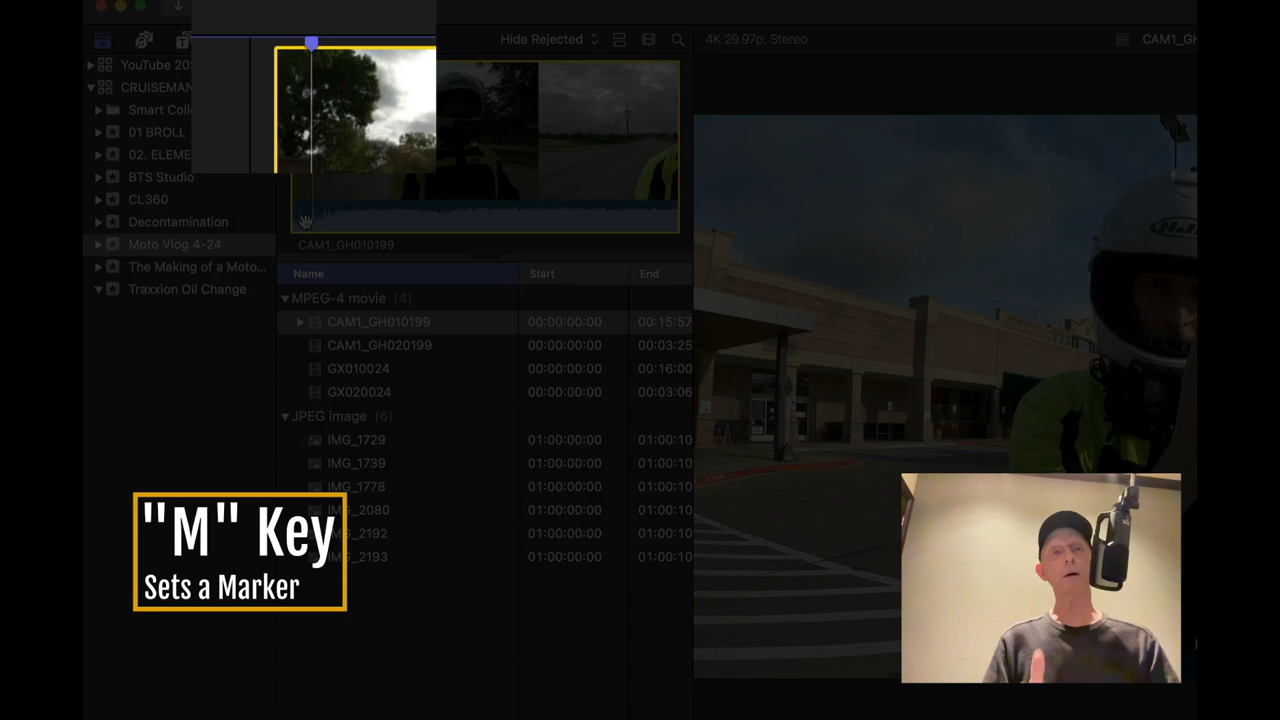 Hide Rejected
4K 29.97p, Stereo
CAM1_GH
YouTube 20
CRUISEMAN
Smart Coll
01 BROLL
02. ELEME
BTS Studio
CL360
Decontamination
Moto Vlog 4-24
The Making of a Moto...
Traxxion Oil Change
CAM1_GH010199
Name Start End
MPEG-4 movie (4)
CAM1_GH010199 00:00:00:00 00:15:57
CAM1_GH020199 00:00:00:00 00:03:25
GX010024 00:00:00:00 00:16:00
GX020024 00:00:00:00 00:03:06
JPEG image (6)
IMG_1729 01:00:00:00 01:00:10
IMG_1739 01:00:00:00 01:00:10
IMG_1778 01:00:00:00 01:00:10
IMG_2080 01:00:00:00 01:00:10
IMG_2192 01:00:00:00 01:00:10
IMG_2193 01:00:00:00 01:00:10
"M" Key
Sets a Marker
HJC